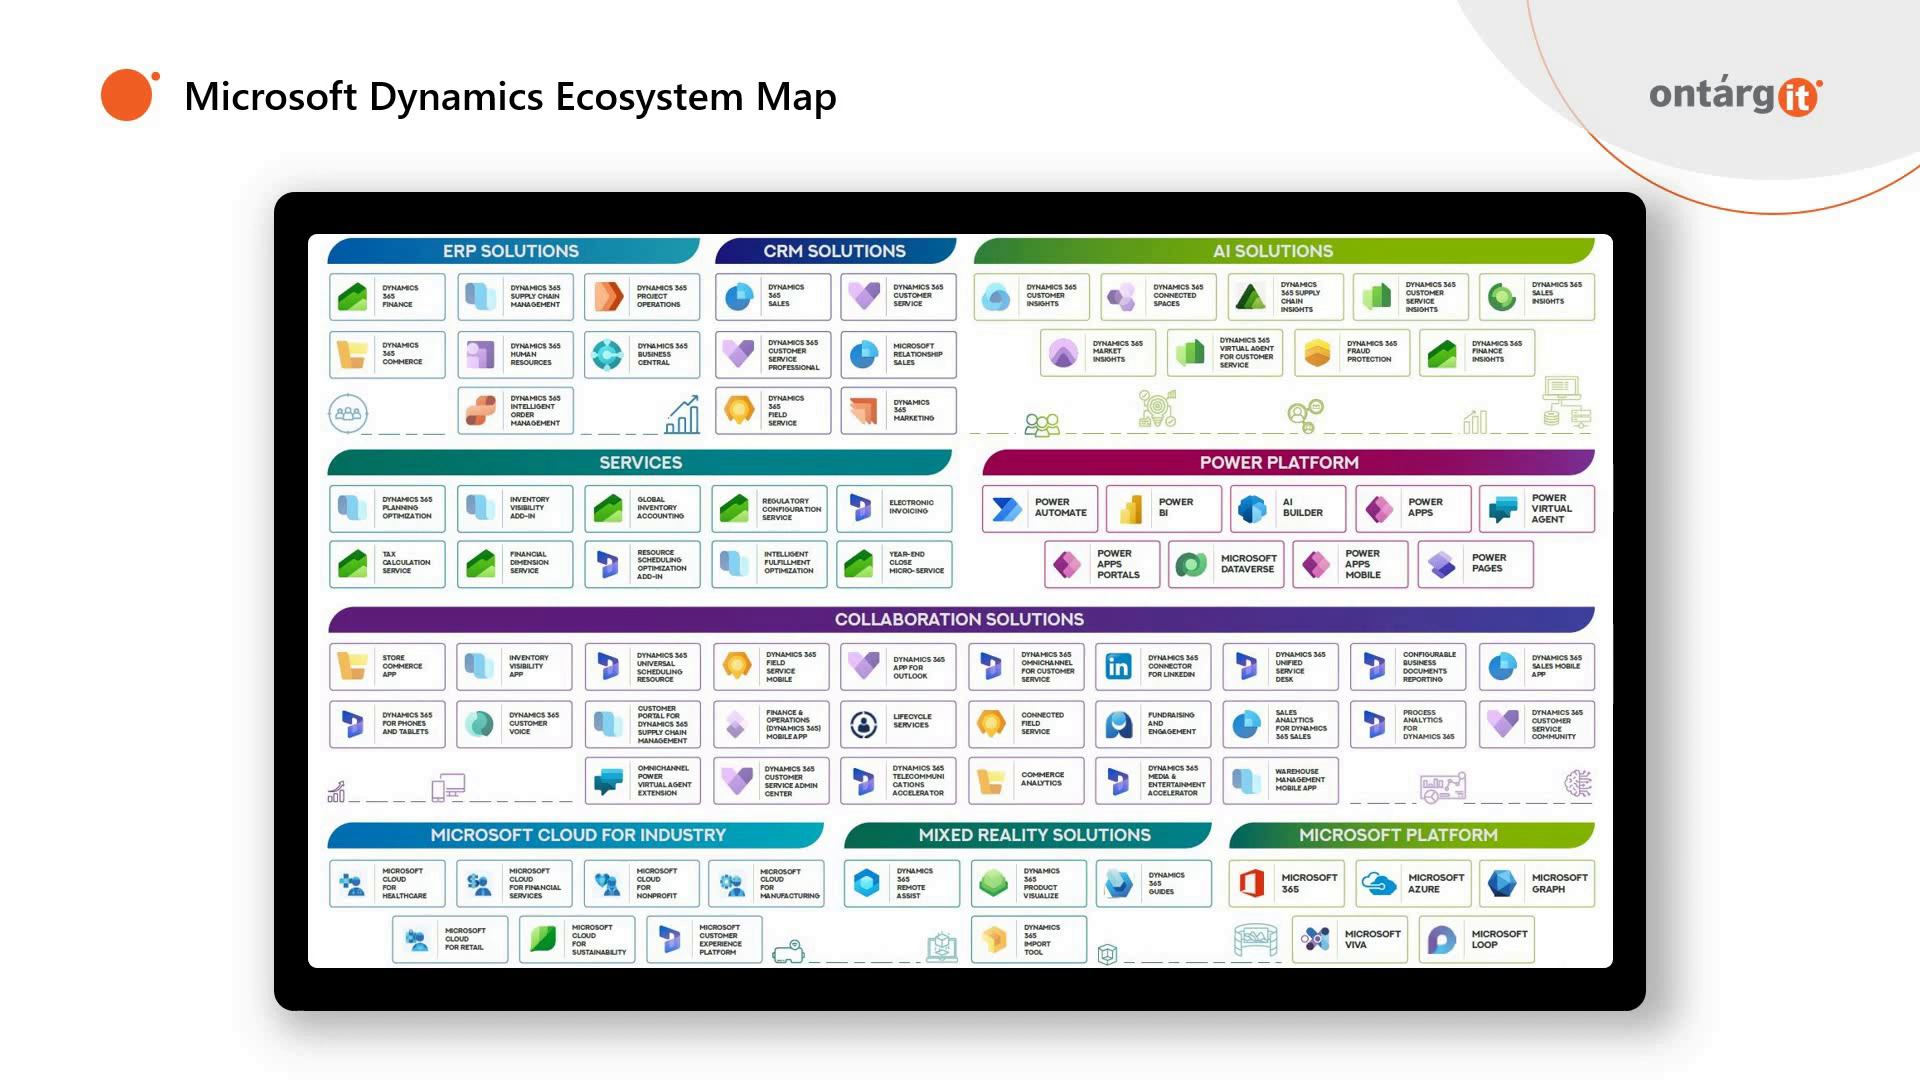 Microsoft Dynamics Ecosystem Map
ontárgit
ERP SOLUTIONS
DYNAMICS
365
FINANCE
DYNAMICS 365
SUPPLY CHAIN
MANAGEMENT
DYNAMICS 365
PROJECT
OPERATIONS
DYNAMICS
365
COMMERCE
DYNAMICS 365
HUMAN
RESOURCES
DYNAMICS 365
BUSINESS
CENTRAL
DYNAMICS 365
INTELLIGENT
ORDER
MANAGEMENT
CRM SOLUTIONS
DYNAMICS
365
SALES
DYNAMICS 365
CUSTOMER
SERVICE
DYNAMICS 365
CUSTOMER
SERVICE
PROFESSIONAL
MICROSOFT
RELATIONSHIP
SALES
DYNAMICS
365
FIELD
SERVICE
DYNAMICS
365
MARKETING
AI SOLUTIONS
DYNAMICS 365
CUSTOMER
INSIGHTS
DYNAMICS 365
CONNECTED
SPACES
DYNAMICS
365 SUPPLY
CHAIN
INSIGHTS
DYNAMICS 365
CUSTOMER
SERVICE
INSIGHTS
DYNAMICS 365
SALES
INSIGHTS
DYNAMICS 365
MARKET
INSIGHTS
DYNAMICS 365
VIRTUAL AGENT
FOR CUSTOMER
SERVICE
DYNAMICS 365
FRAUD
PROTECTION
DYNAMICS 365
FINANCE
INSIGHTS
SERVICES
DYNAMICS 365
PLANNING
OPTIMIZATION
INVENTORY
VISIBILITY
ADD-IN
GLOBAL
INVENTORY
ACCOUNTING
REGULATORY
CONFIGURATION
SERVICE
ELECTRONIC
INVOICING
TAX
CALCULATION
SERVICE
FINANCIAL
DIMENSION
SERVICE
RESOURCE
SCHEDULING
OPTIMIZATION
ADD-IN
INTELLIGENT
FULFILLMENT
OPTIMIZATION
YEAR-END
CLOSE
MICRO-SERVICE
POWER PLATFORM
POWER
AUTOMATE
POWER
BI
AI
BUILDER
POWER
APPS
POWER
VIRTUAL
AGENT
POWER
APPS
PORTALS
MICROSOFT
DATAVERSE
POWER
APPS
MOBILE
POWER
PAGES
COLLABORATION SOLUTIONS
STORE
COMMERCE
APP
INVENTORY
VISIBILITY
APP
DYNAMICS 365
UNIVERSAL
SCHEDULING
RESOURCE
DYNAMICS 365
FIELD
SERVICE
MOBILE
DYNAMICS 365
APP FOR
OUTLOOK
DYNAMICS 365
OMNICHANNEL
FOR CUSTOMER
SERVICE
in
DYNAMICS 365
CONNECTOR
FOR LINKEDIN
DYNAMICS 365
UNIFIED
SERVICE
DESK
CONFIGURABLE
BUSINESS
DOCUMENTS
REPORTING
DYNAMICS 365
SALES MOBILE
APP
DYNAMICS 365
FOR PHONES
AND TABLETS
DYNAMICS 365
CUSTOMER
VOICE
CUSTOMER
PORTAL FOR
DYNAMICS 365
SUPPLY CHAIN
MANAGEMENT
FINANCE &
OPERATIONS
(DYNAMICS 365)
MOBILE APP
LIFECYCLE
SERVICES
CONNECTED
FIELD
SERVICE
FUNDRAISING
AND
ENGAGEMENT
SALES
ANALYTICS
FOR DYNAMICS
365 SALES
PROCESS
ANALYTICS
FOR
DYNAMICS 365
DYNAMICS 365
CUSTOMER
SERVICE
COMMUNITY
OMNICHANNEL
POWER
VIRTUAL AGENT
EXTENSION
DYNAMICS 365
CUSTOMER
SERVICE ADMIN
CENTER
DYNAMICS 365
TELECOMMUNI
CATIONS
ACCELERATOR
COMMERCE
ANALYTICS
DYNAMICS 365
MEDIA &
ENTERTAINMENT
ACCELERATOR
WAREHOUSE
MANAGEMENT
MOBILE APP
MICROSOFT CLOUD FOR INDUSTRY
MICROSOFT
CLOUD
FOR
HEALTHCARE
MICROSOFT
CLOUD
FOR FINANCIAL
SERVICES
MICROSOFT
CLOUD
FOR
NONPROFIT
MICROSOFT
CLOUD
FOR
MANUFACTURING
MICROSOFT
CLOUD
FOR RETAIL
MICROSOFT
CLOUD
FOR
SUSTAINABILITY
MICROSOFT
CUSTOMER
EXPERIENCE
PLATFORM
MIXED REALITY SOLUTIONS
DYNAMICS
365
REMOTE
ASSIST
DYNAMICS
365
PRODUCT
VISUALIZE
DYNAMICS
365
GUIDES
DYNAMICS
365
IMPORT
TOOL
MICROSOFT PLATFORM
MICROSOFT
365
MICROSOFT
AZURE
MICROSOFT
GRAPH
MICROSOFT
VIVA
MICROSOFT
LOOP